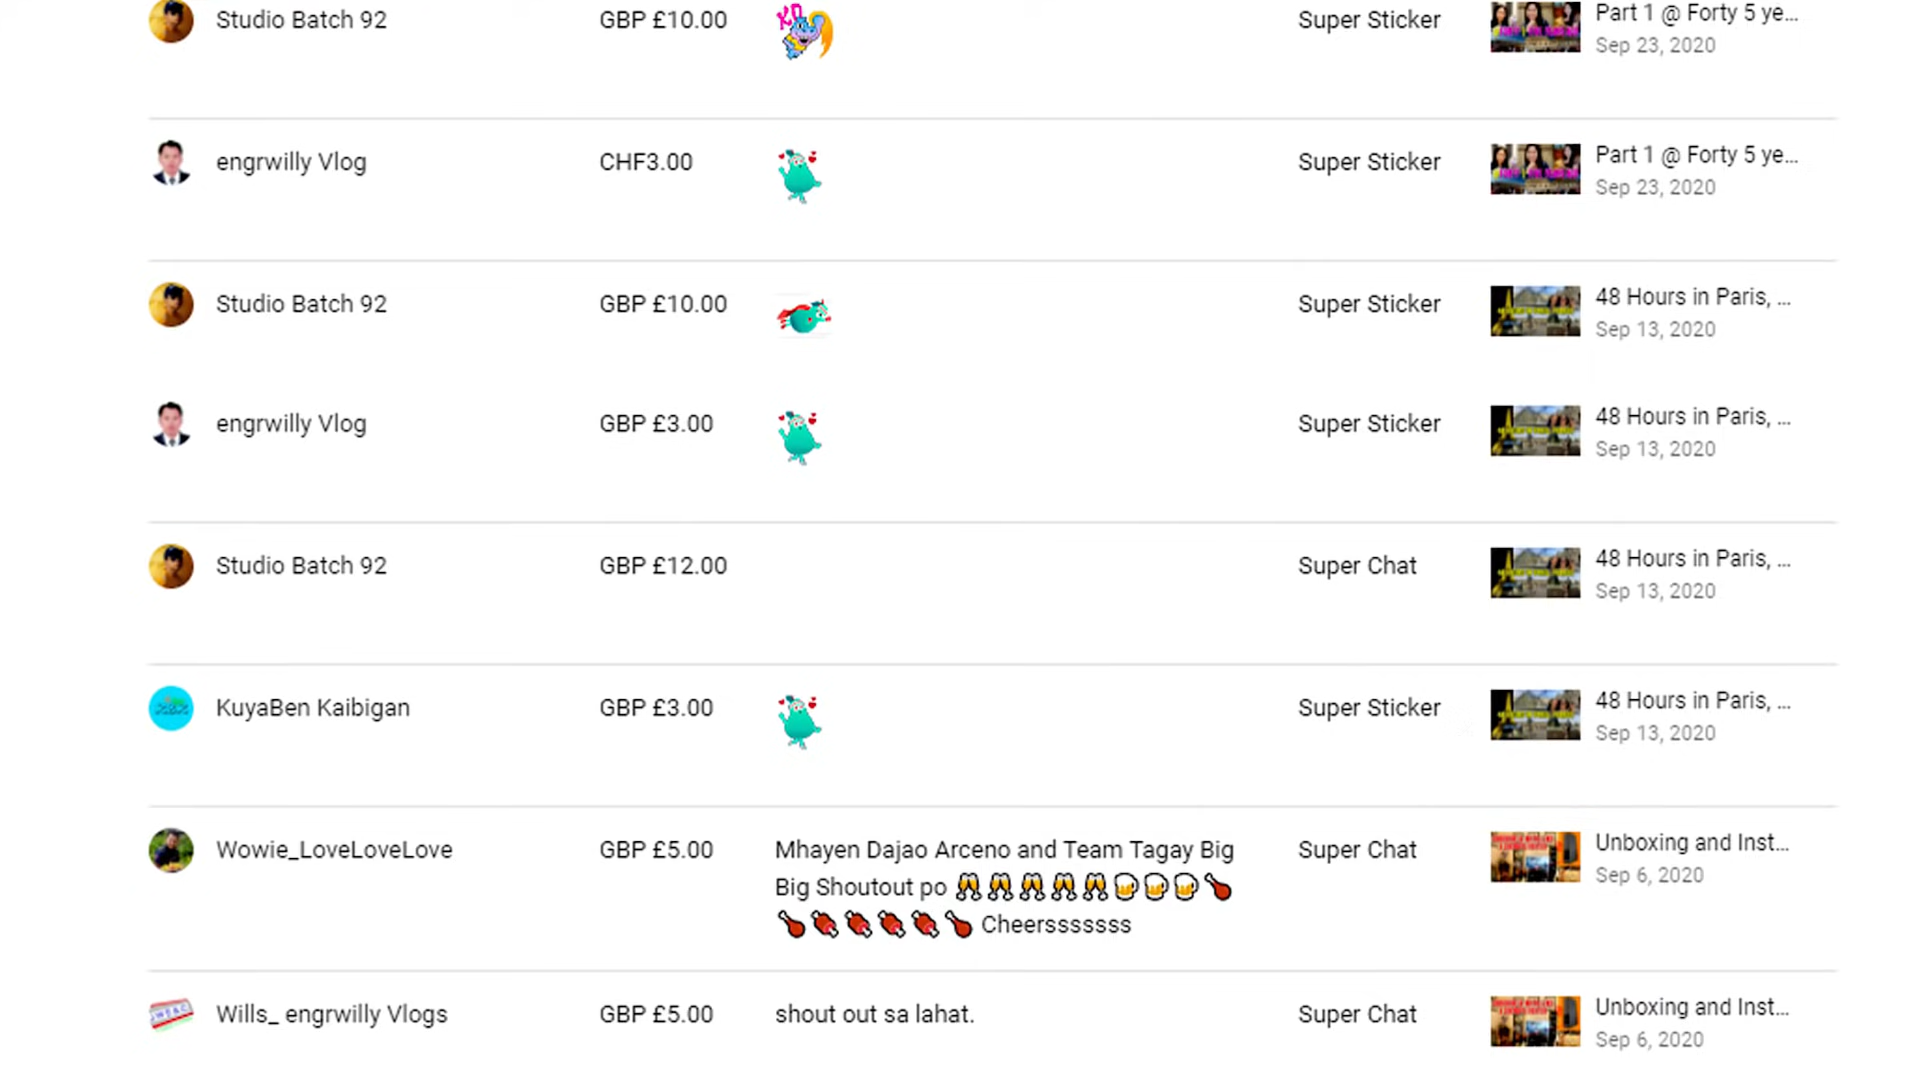 Studio Batch 92 GBP £10.00 Super Sticker Part 1 @ Forty 5 ye...
Sep 23, 2020
engrwilly Vlog CHF3.00 Super Sticker Part 1 @ Forty 5 ye...
Sep 23, 2020
Studio Batch 92 GBP £10.00 Super Sticker 48 Hours in Paris, ...
Sep 13, 2020
engrwilly Vlog GBP £3.00 Super Sticker 48 Hours in Paris, ...
Sep 13, 2020
Studio Batch 92 GBP £12.00 Super Chat 48 Hours in Paris, ...
Sep 13, 2020
KuyaBen Kaibigan GBP £3.00 Super Sticker 48 Hours in Paris, ...
Sep 13, 2020
Wowie_LoveLoveLove GBP £5.00 Mhayen Dajao Arceno and Team Tagay Big Super Chat Unboxing and Inst...
Big Shoutout po 🥂🥂🥂🥂🥂🍺🍺🍺🍗 Sep 6, 2020
🍗🍖🍖🍖🍖🍗 Cheersssssss
Wills_ engrwilly Vlogs GBP £5.00 shout out sa lahat. Super Chat Unboxing and Inst...
Sep 6, 2020